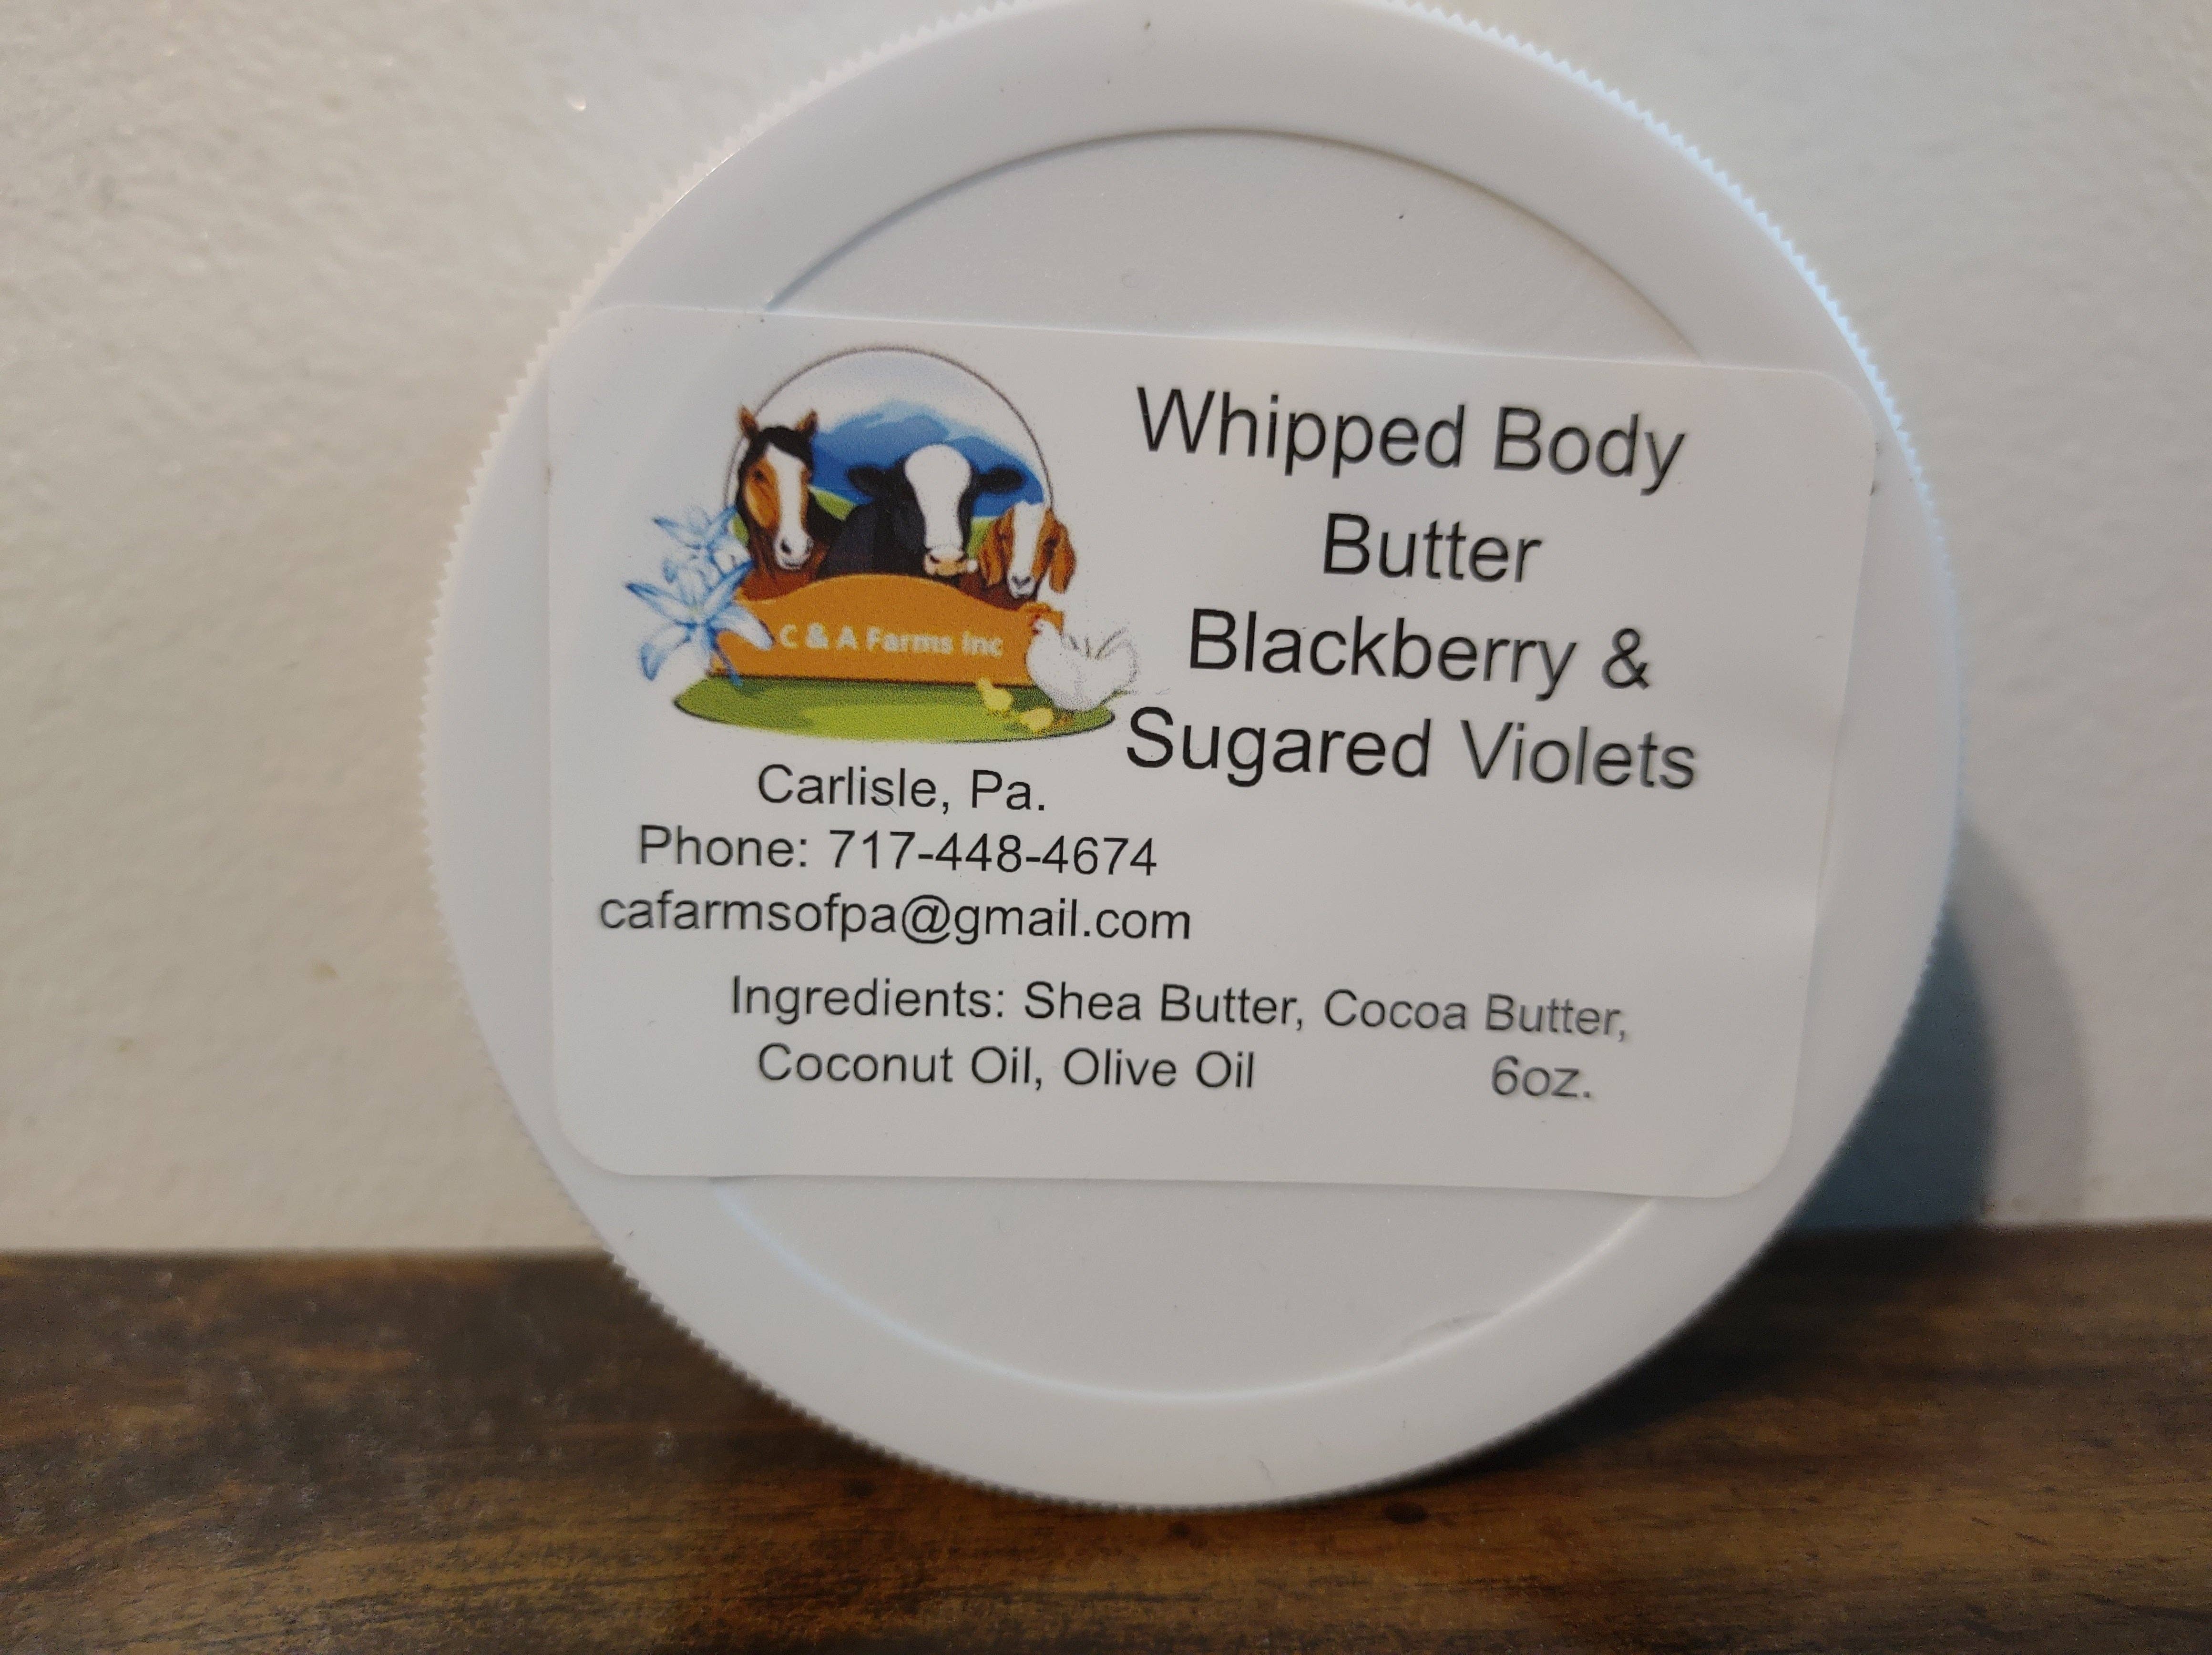 C & A Farms Inc
Whipped Body
Butter
Blackberry &
Sugared Violets
Carlisle, Pa.
Phone: 717-448-4674
cafarmsofpa@gmail.com
Ingredients: Shea Butter, Cocoa Butter,
Coconut Oil, Olive Oil 6oz.